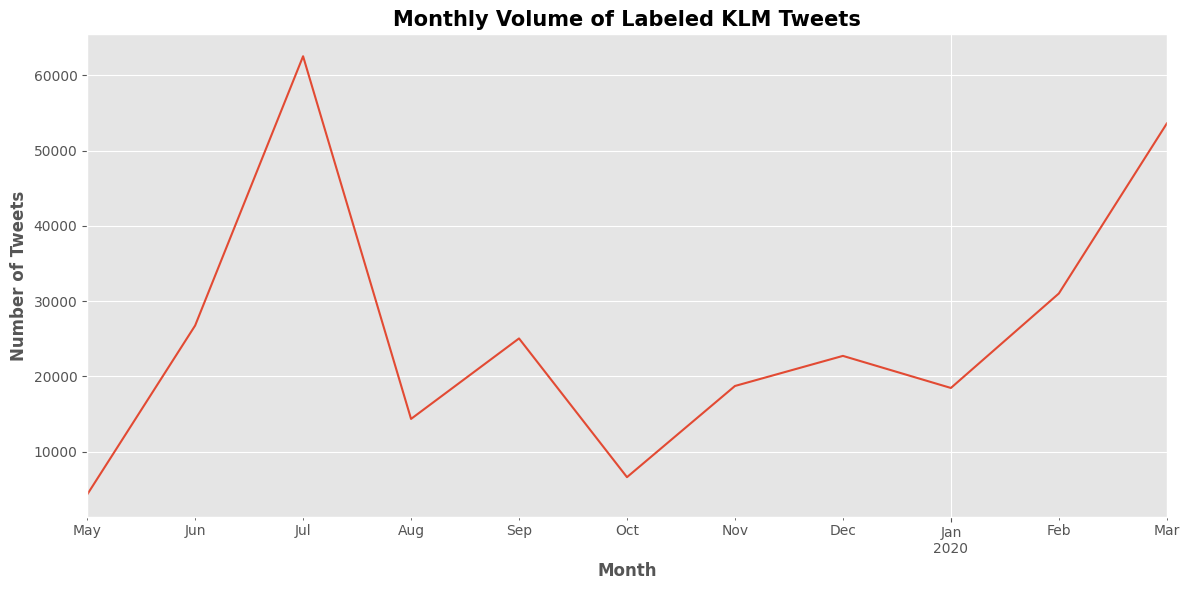 Monthly Volume of Labeled KLM Tweets
Number of Tweets
60000
50000
40000
30000
20000
10000
May Jun Jul Aug Sep Oct Nov Dec Jan Feb Mar
2020
Month